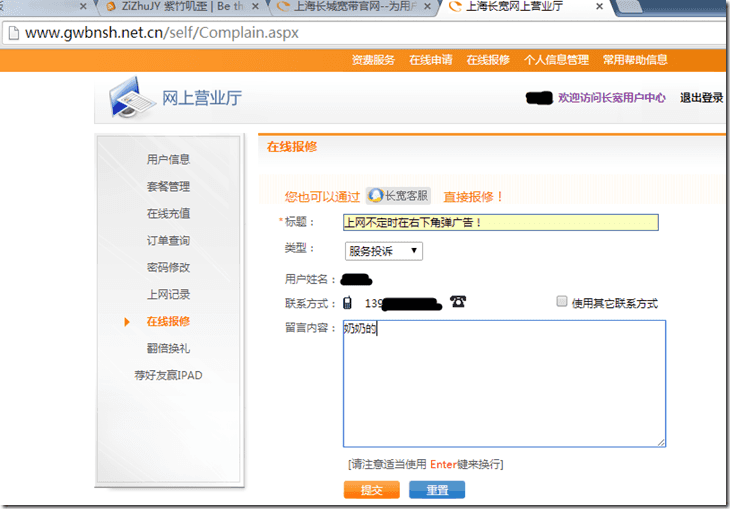 ZiZhuJY 紫竹叽歪 | Be th
上海长城宽带官网--为用户
上海长宽网上营业厅
www.gwbnsh.net.cn/self/Complain.aspx
资费服务 在线申请 在线报修 个人信息管理 常用帮助信息
网上营业厅
欢迎访问长宽用户中心 退出登录
用户信息
套餐管理
在线充值
订单查询
密码修改
上网记录
在线报修
翻倍换礼
荐好友赢IPAD
在线报修
您也可以通过 长宽客服 直接报修！
*标题： 上网不定时在右下角弹广告！
类型： 服务投诉
用户姓名：
联系方式： 139 使用其它联系方式
留言内容： 奶奶的
[请注意适当使用 Enter键来换行]
提交 重置